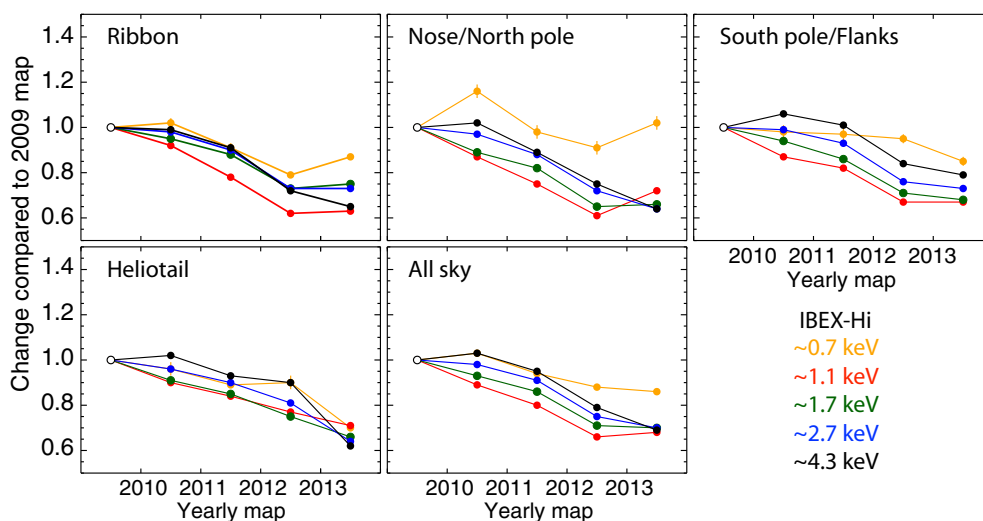 Change compared to 2009 map
Ribbon
Nose/North pole
South pole/Flanks
1.4
1.2
1.0
0.8
0.6
2010 2011 2012 2013
Yearly map
Heliotail
All sky
1.4
1.2
1.0
0.8
0.6
2010 2011 2012 2013
Yearly map
2010 2011 2012 2013
Yearly map
IBEX-Hi
~0.7 keV
~1.1 keV
~1.7 keV
~2.7 keV
~4.3 keV